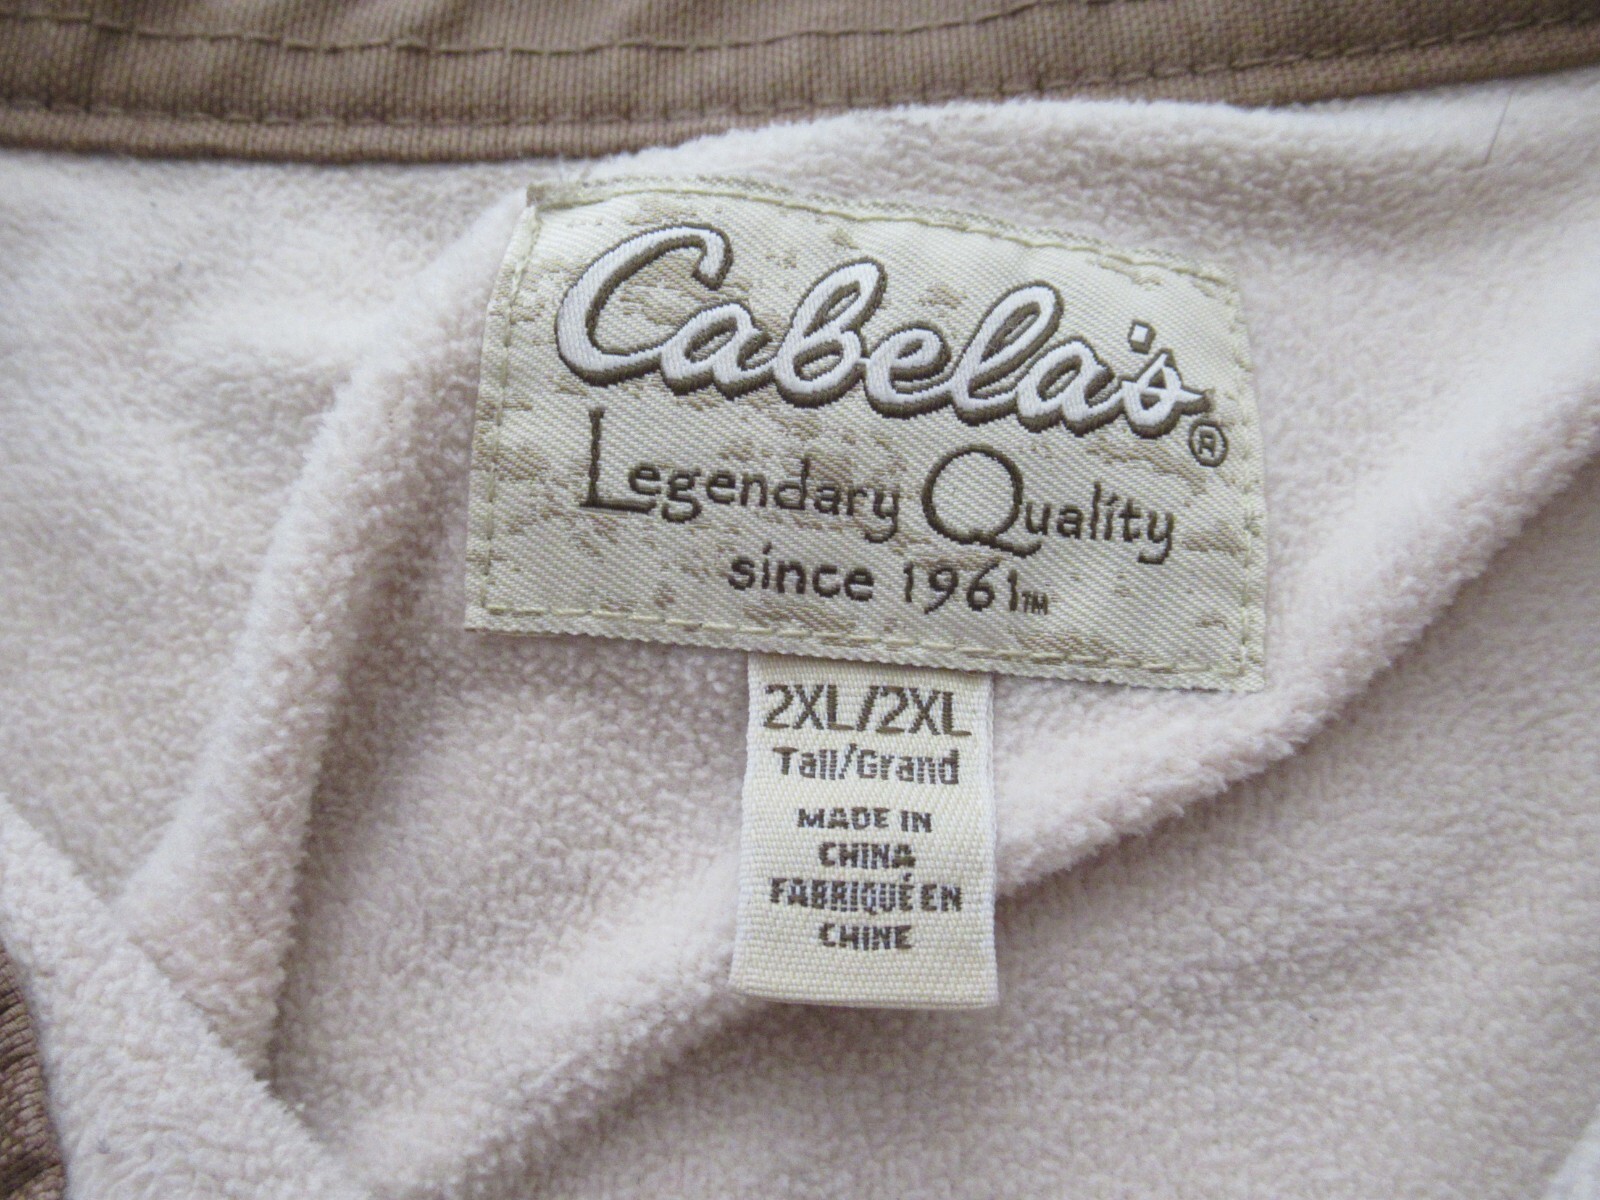 Cabela's®
Legendary Quality
since 1961™
2XL/2XL
Tall/Grand
MADE IN
CHINA
FABRIQUÉ EN
CHINE